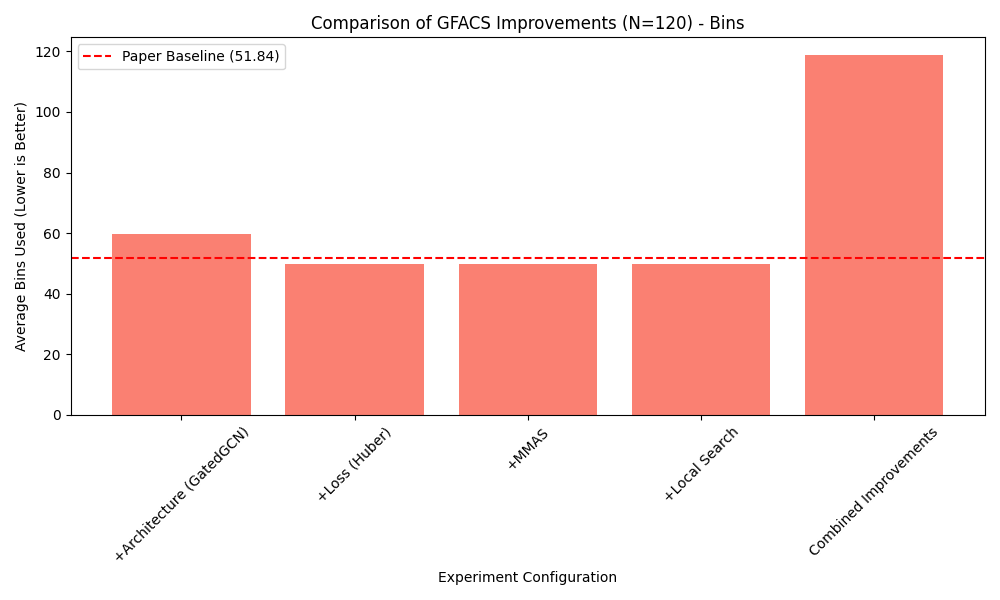 Comparison of GFACS Improvements (N=120) - Bins
Paper Baseline (51.84)
Average Bins Used (Lower is Better)
120
100
80
60
40
20
0
+Architecture (GatedGCN)
+Loss (Huber)
+MMAS
+Local Search
Combined Improvements
Experiment Configuration